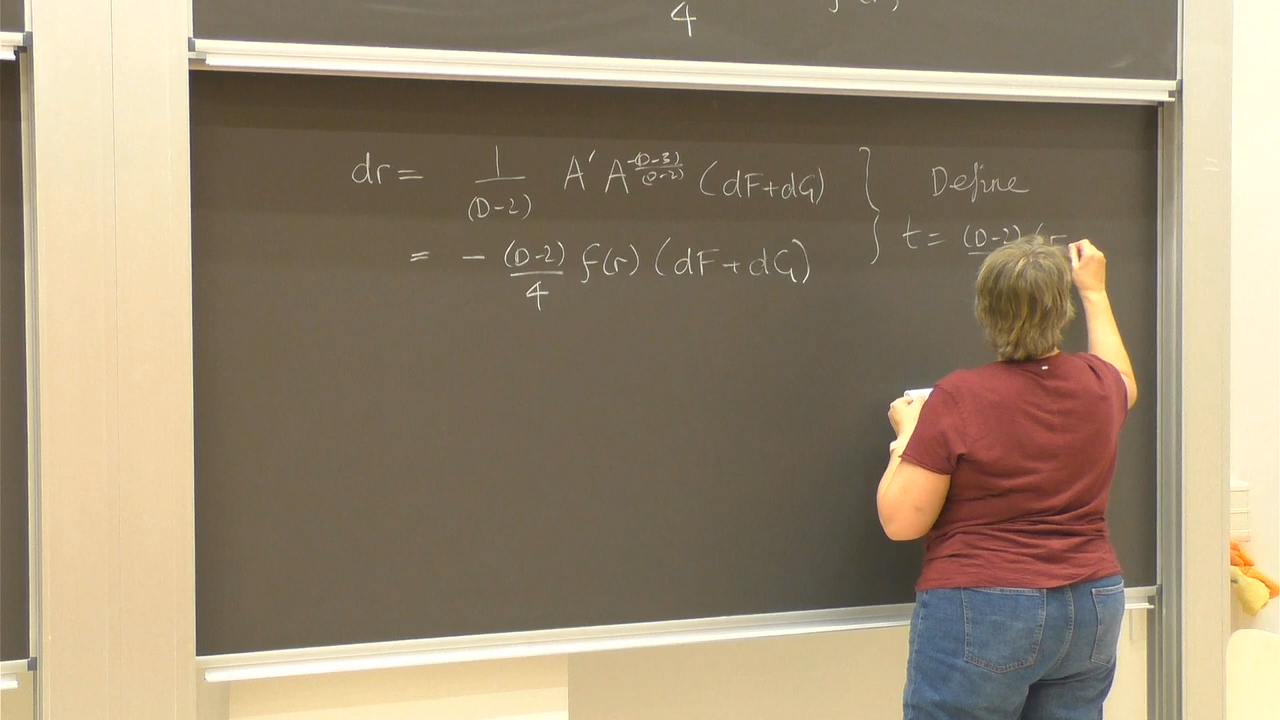 4
dr = 1/(D-2) A′ A^{-(D-3)/(D-2)} (dF+dG) } Define
= - (D-2)/4 f(r) (dF+dG) t = (D-2) (F